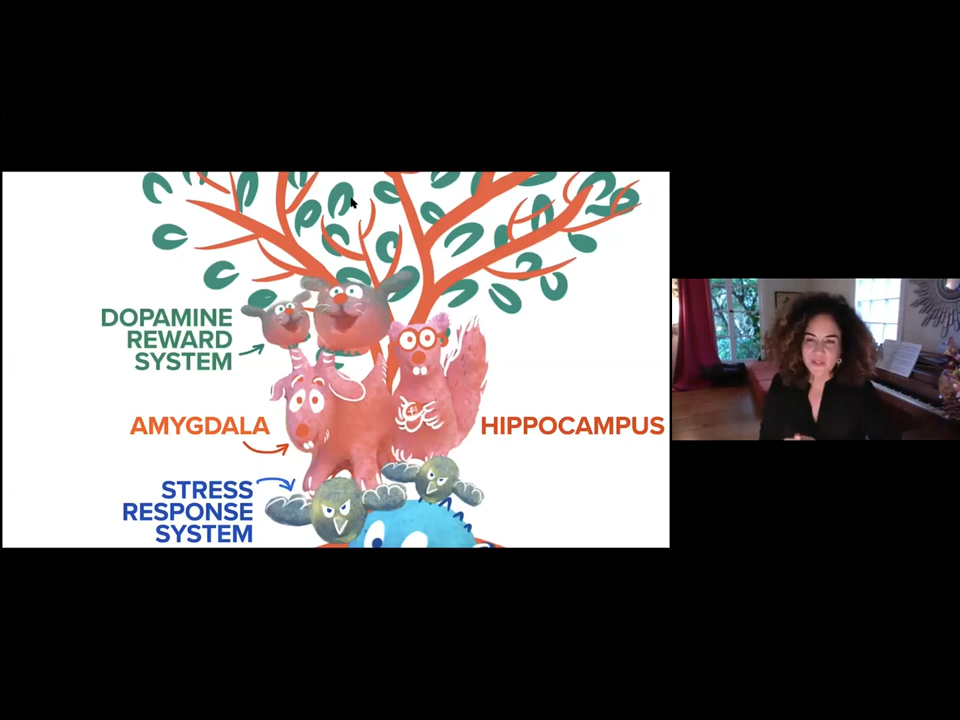 DOPAMINE
REWARD
SYSTEM
AMYGDALA
HIPPOCAMPUS
STRESS
RESPONSE
SYSTEM